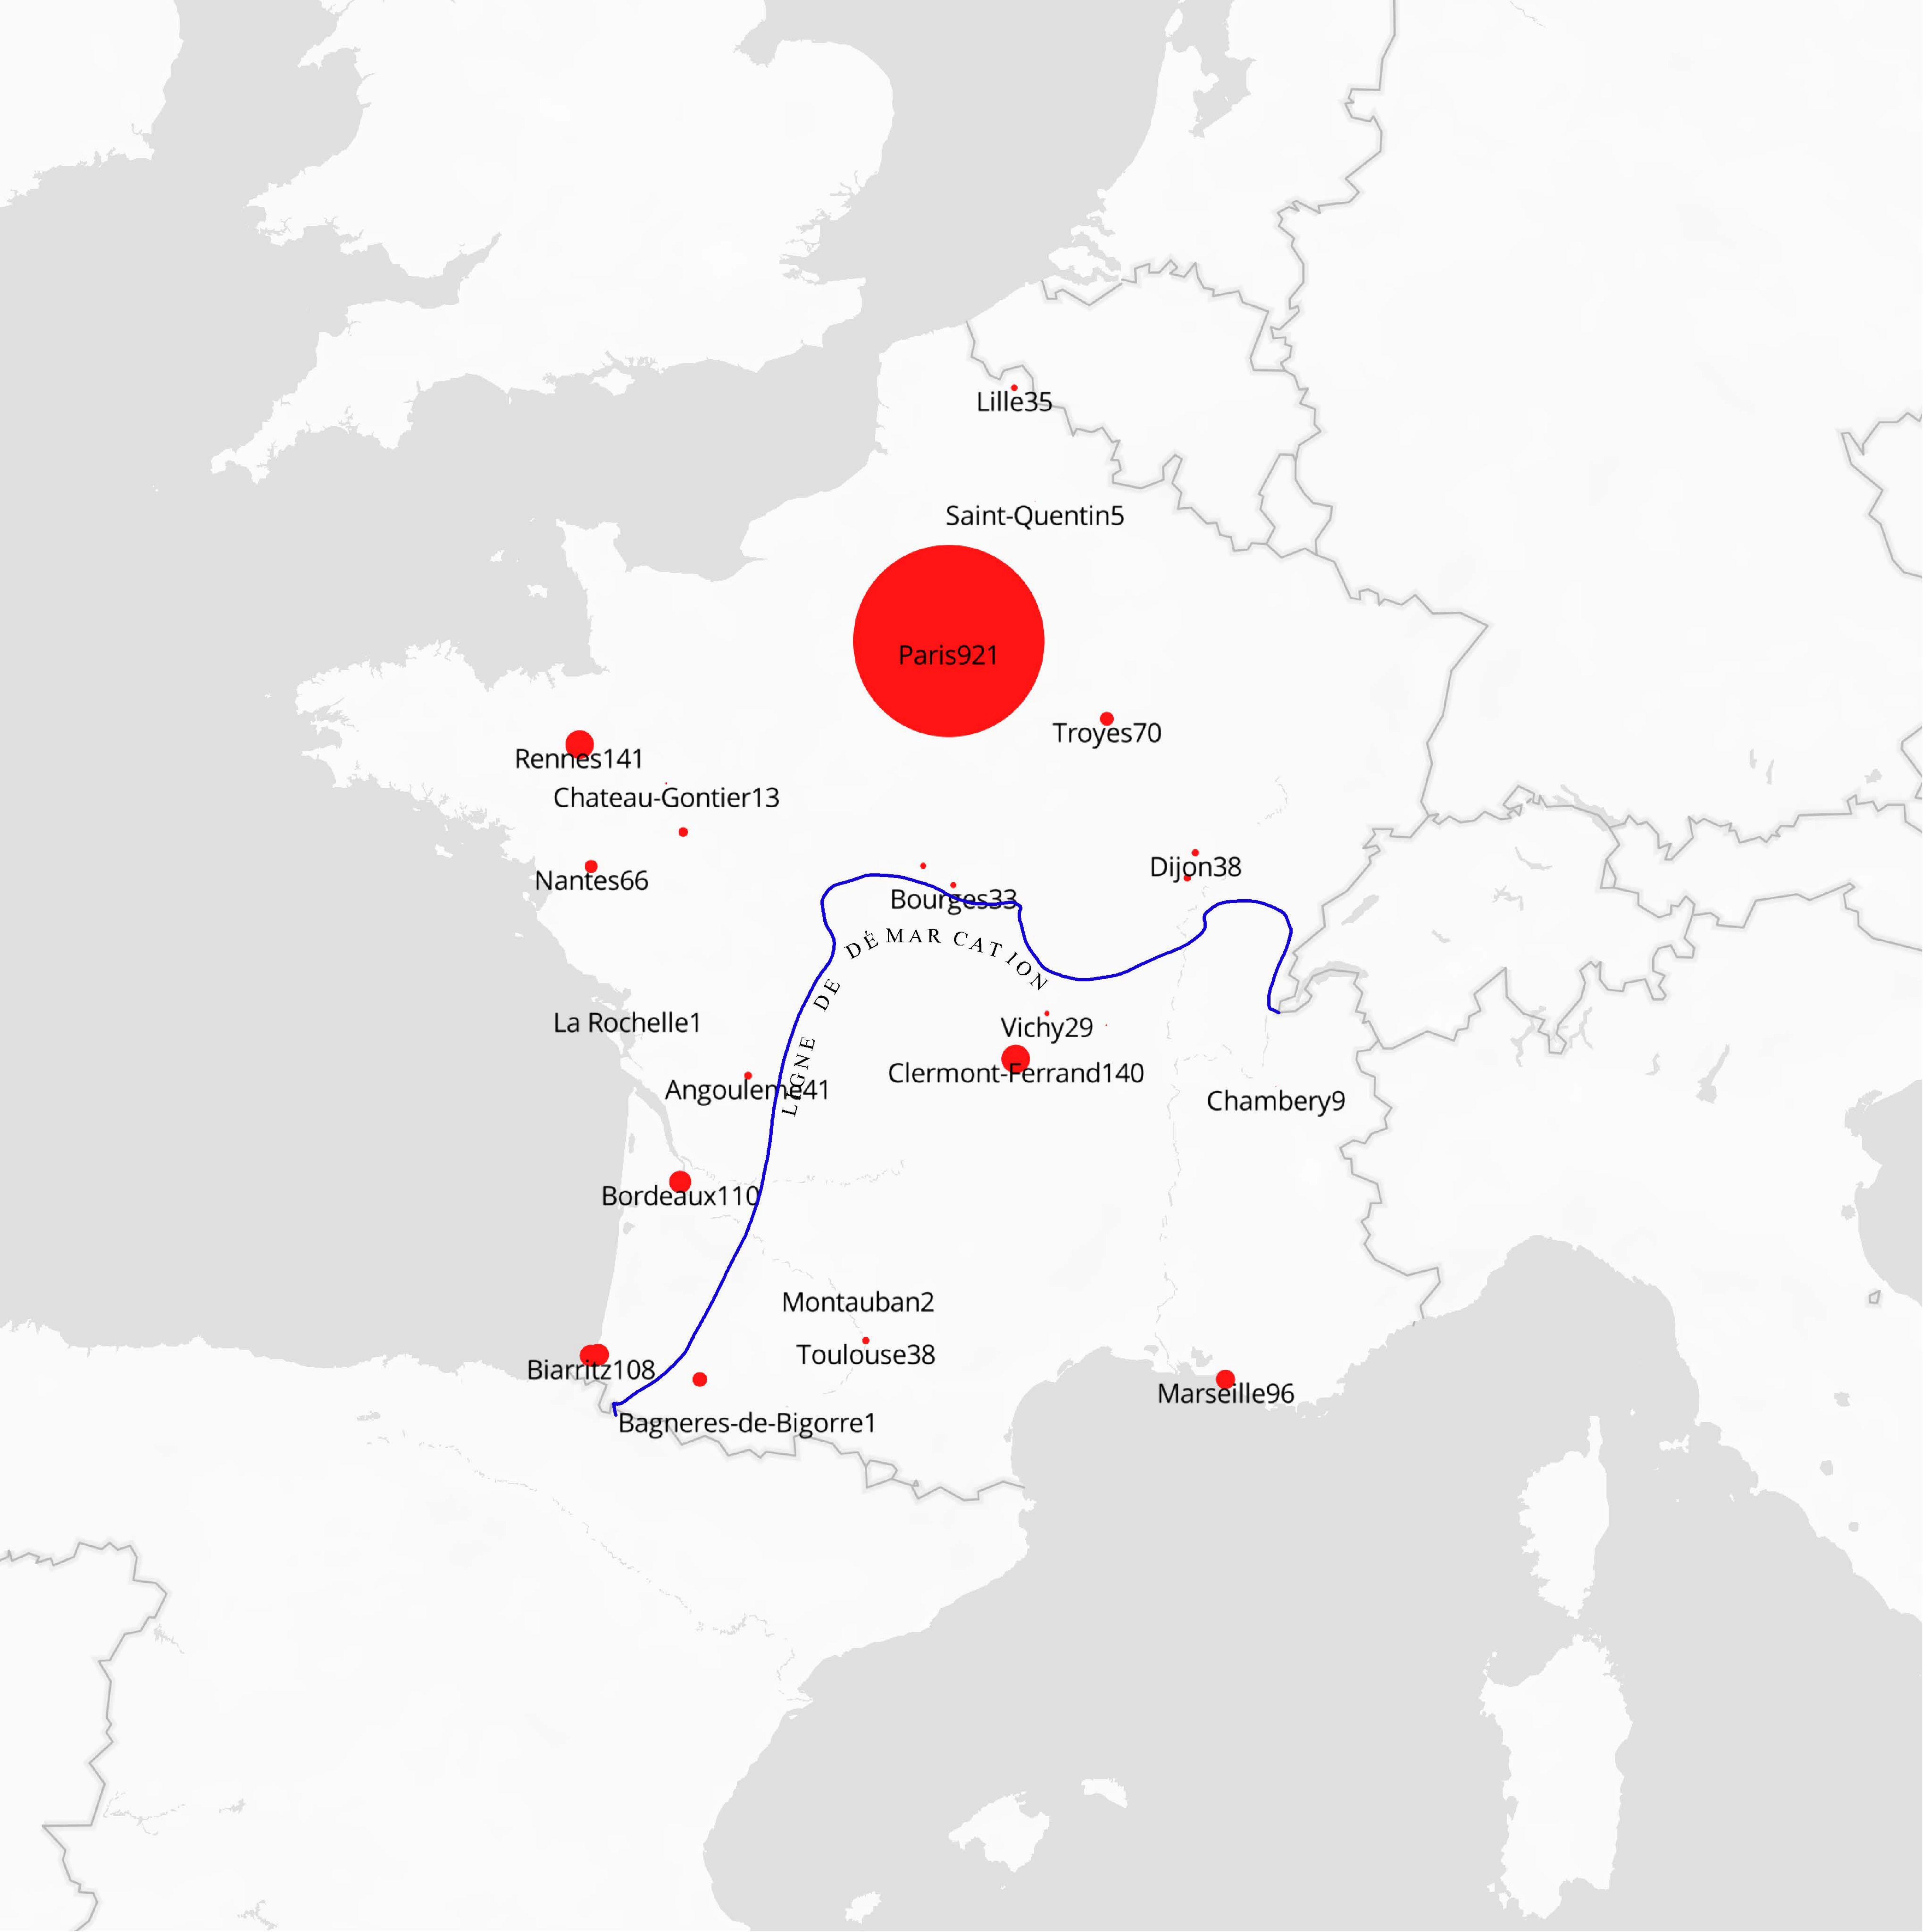 Lille35
Saint-Quentin5
Paris921
Troyes70
Rennes141
Chateau-Gontier13
Dijon38
Nantes66
Bourges33
LIGNE DE DÉMARCATION
La Rochelle1
Vichy29
Clermont-Ferrand140
Angouleme41
Chambery9
Bordeaux110
Montauban2
Toulouse38
Biarritz108
Marseille96
Bagneres-de-Bigorre1